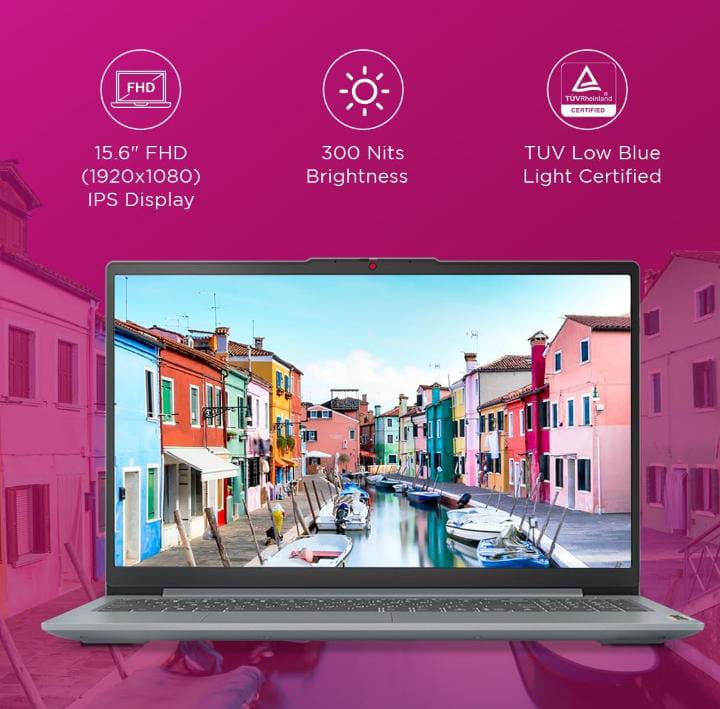 FHD
15.6" FHD
(1920x1080)
IPS Display
300 Nits
Brightness
TÜVRheinland
CERTIFIED
TUV Low Blue
Light Certified